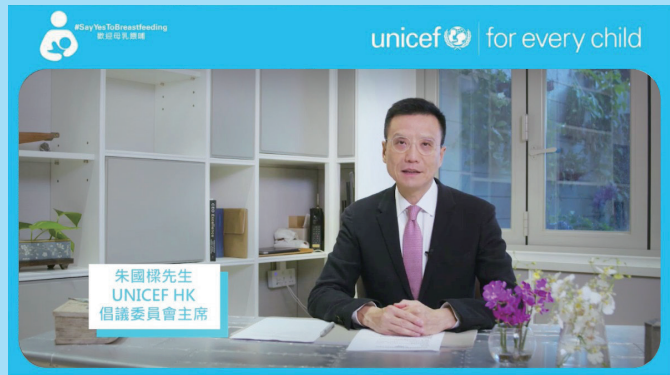 #SayYesToBreastfeeding
歡迎母乳餵哺
unicef for every child
朱國樑先生
UNICEF HK
倡議委員會主席